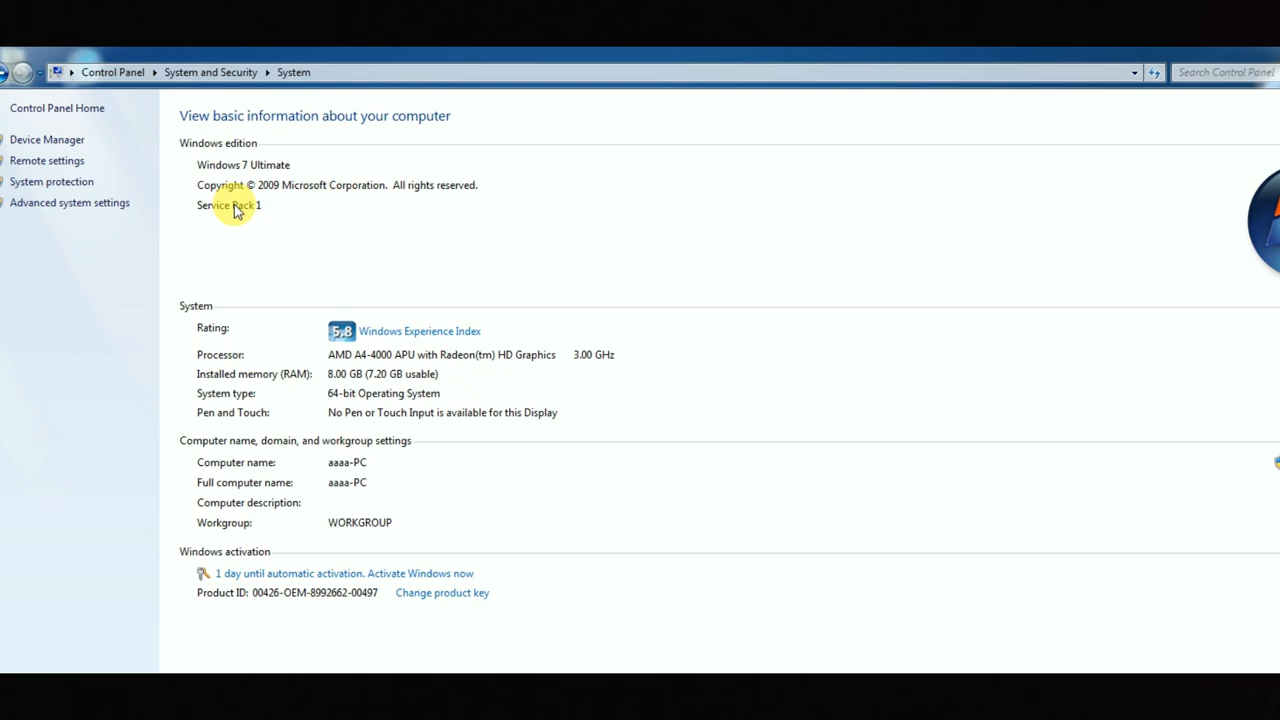 Control Panel ▸ System and Security ▸ System
Search Control Panel
Control Panel Home
Device Manager
Remote settings
System protection
Advanced system settings
View basic information about your computer
Windows edition
Windows 7 Ultimate
Copyright © 2009 Microsoft Corporation. All rights reserved.
Service Pack 1
System
Rating: 5.8 Windows Experience Index
Processor: AMD A4-4000 APU with Radeon(tm) HD Graphics 3.00 GHz
Installed memory (RAM): 8.00 GB (7.20 GB usable)
System type: 64-bit Operating System
Pen and Touch: No Pen or Touch Input is available for this Display
Computer name, domain, and workgroup settings
Computer name: aaaa-PC
Full computer name: aaaa-PC
Computer description:
Workgroup: WORKGROUP
Windows activation
1 day until automatic activation. Activate Windows now
Product ID: 00426-OEM-8992662-00497 Change product key